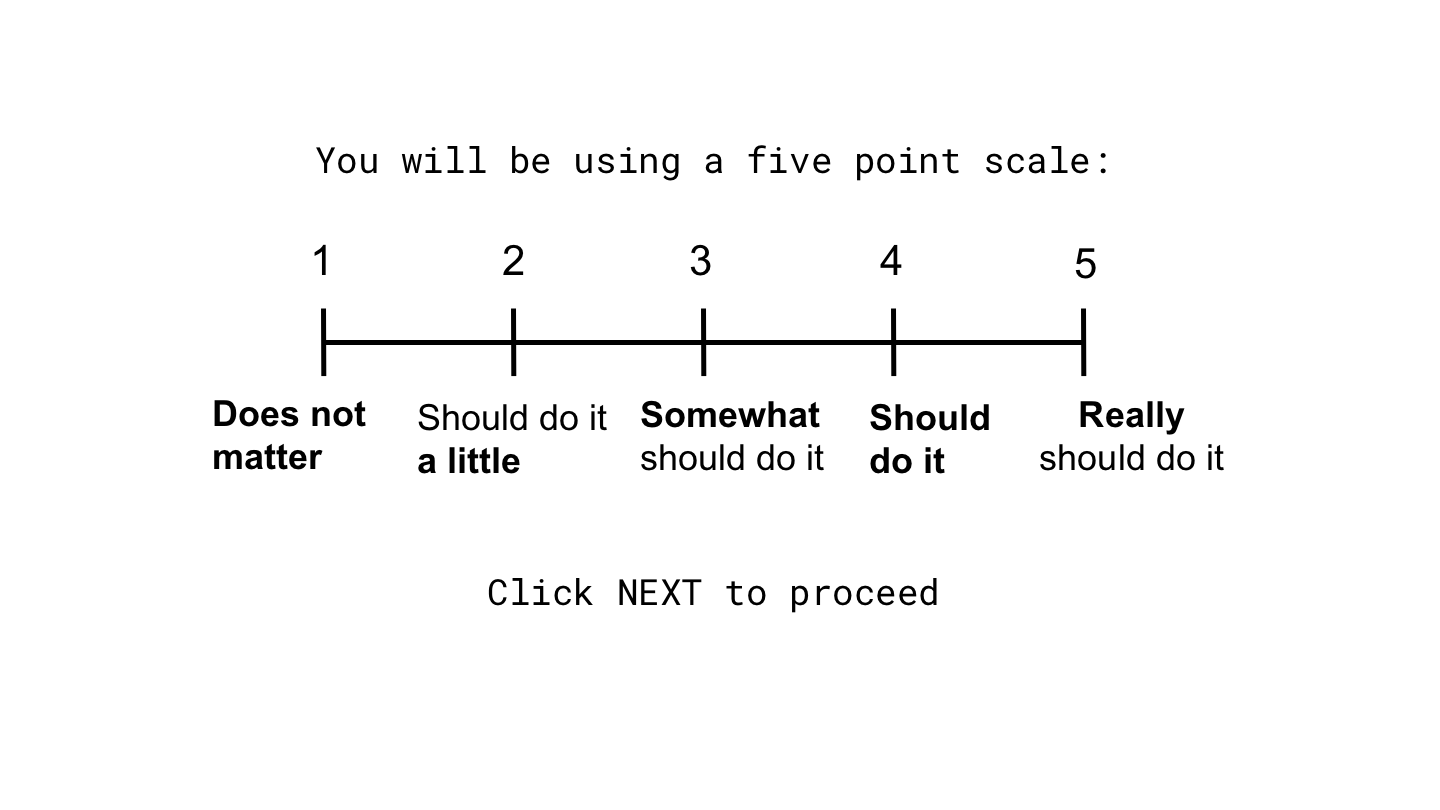 You will be using a five point scale:
1 2 3 4 5
Does not matter
Should do it a little
Somewhat should do it
Should do it
Really should do it
Click NEXT to proceed